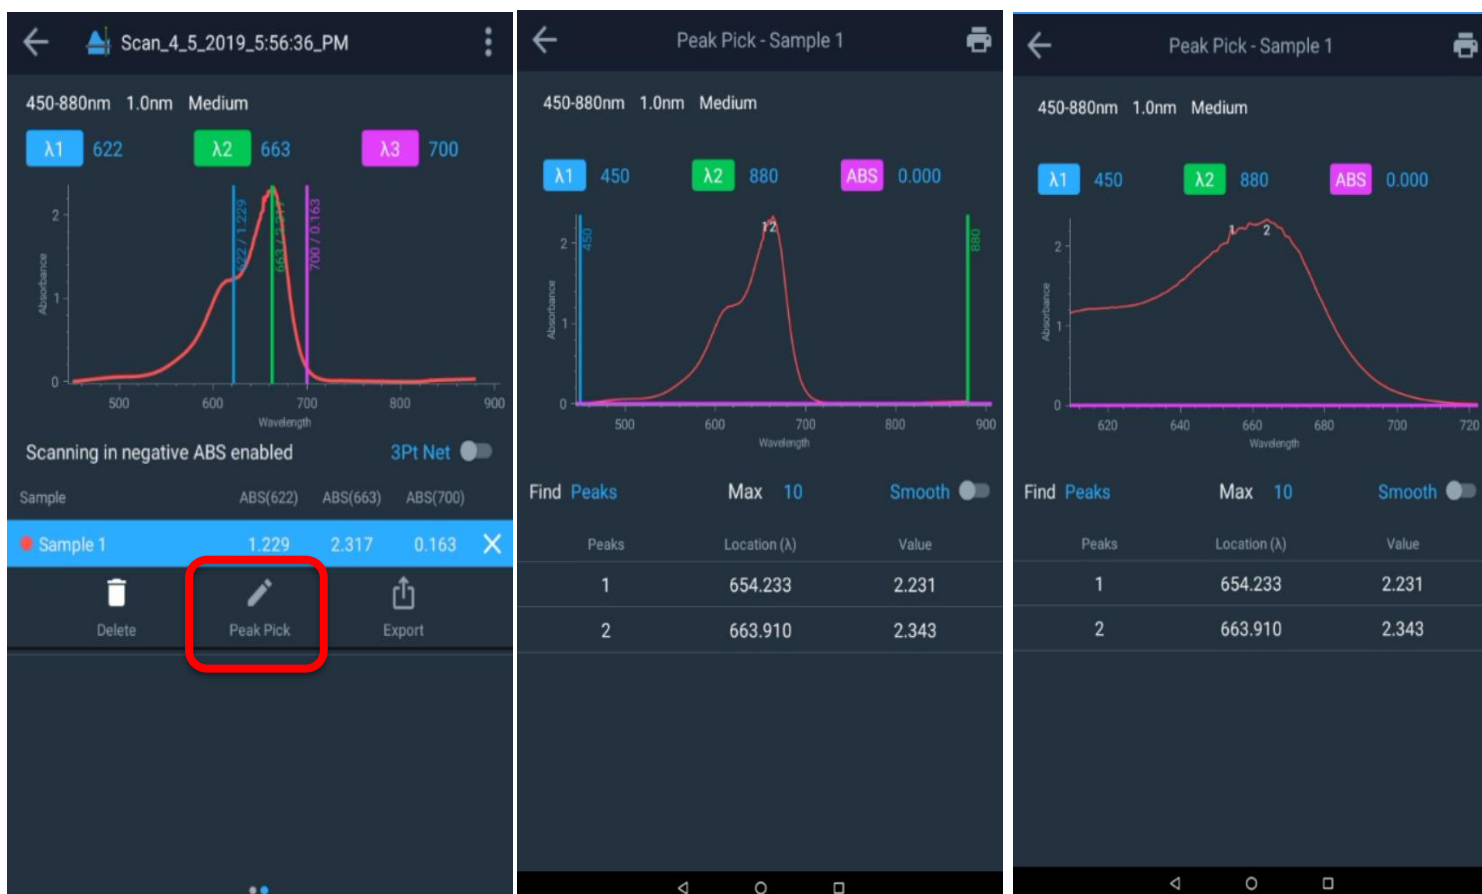 Scan_4_5_2019_5:56:36_PM
450-880nm 1.0nm Medium
λ1 622 λ2 663 λ3 700
2
1
0
Absorbance
622 / 1.229
663 / 2.317
700 / 0.163
500 600 700 800 900
Wavelength
Scanning in negative ABS enabled 3Pt Net
Sample ABS(622) ABS(663) ABS(700)
Sample 1 1.229 2.317 0.163
Delete Peak Pick Export
Peak Pick - Sample 1
450-880nm 1.0nm Medium
λ1 450 λ2 880 ABS 0.000
2
1
0
Absorbance
450
12
880
500 600 700 800 900
Wavelength
Find Peaks Max 10 Smooth
Peaks Location (λ) Value
1 654.233 2.231
2 663.910 2.343
Peak Pick - Sample 1
450-880nm 1.0nm Medium
λ1 450 λ2 880 ABS 0.000
2
1
0
Absorbance
1 2
620 640 660 680 700 720
Wavelength
Find Peaks Max 10 Smooth
Peaks Location (λ) Value
1 654.233 2.231
2 663.910 2.343